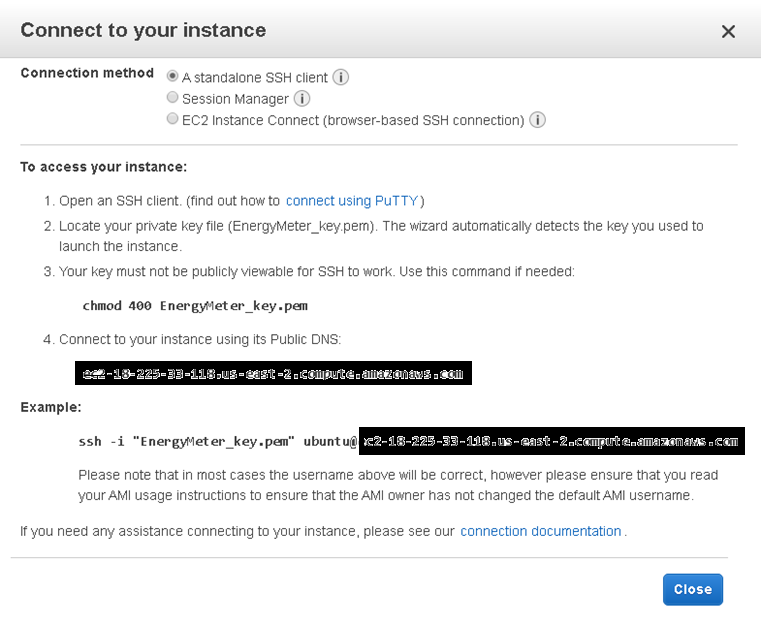 Connect to your instance
Connection method
A standalone SSH client
Session Manager
EC2 Instance Connect (browser-based SSH connection)
To access your instance:
1. Open an SSH client. (find out how to connect using PuTTY)
2. Locate your private key file (EnergyMeter_key.pem). The wizard automatically detects the key you used to
launch the instance.
3. Your key must not be publicly viewable for SSH to work. Use this command if needed:
chmod 400 EnergyMeter_key.pem
4. Connect to your instance using its Public DNS:
ec2-18-225-33-118.us-east-2.compute.amazonaws.com
Example:
ssh -i "EnergyMeter_key.pem" ubuntu@ec2-18-225-33-118.us-east-2.compute.amazonaws.com
Please note that in most cases the username above will be correct, however please ensure that you read
your AMI usage instructions to ensure that the AMI owner has not changed the default AMI username.
If you need any assistance connecting to your instance, please see our connection documentation .
Close